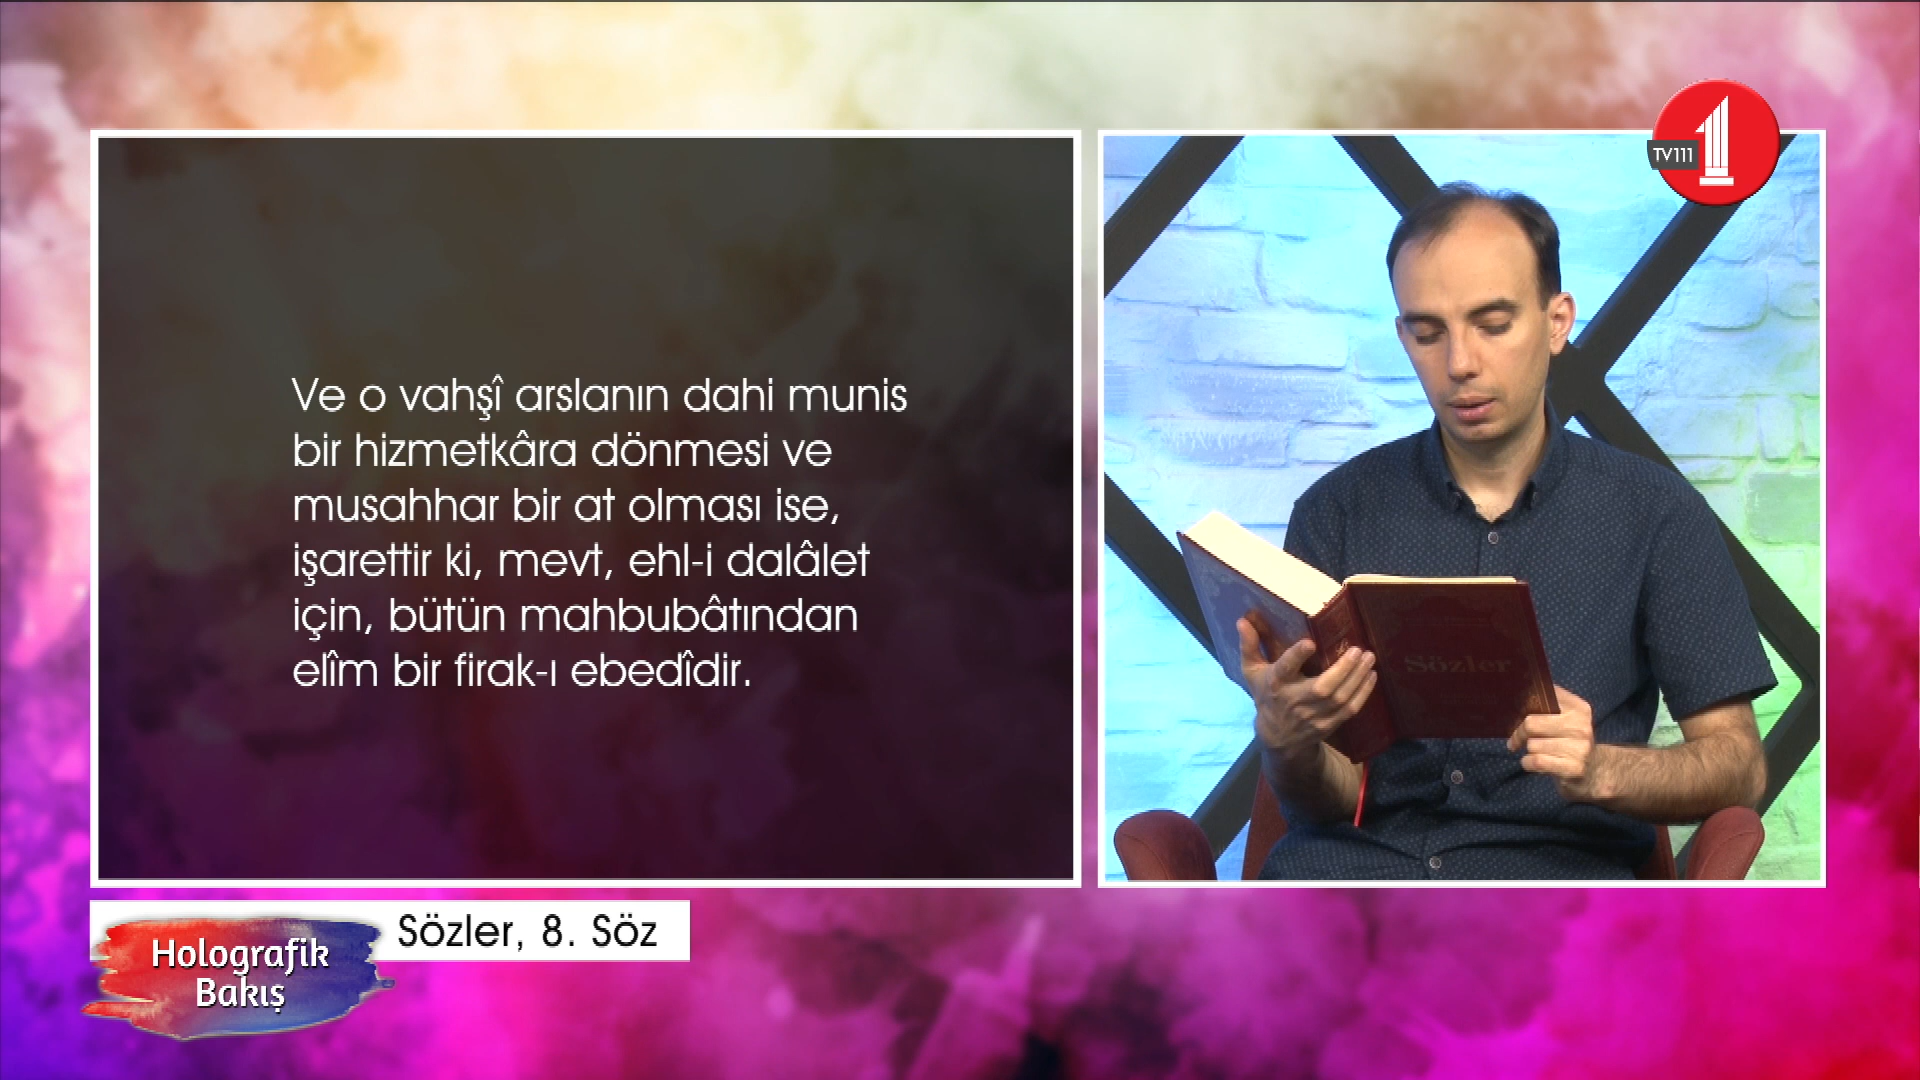 TV111
Ve o vahşî arslanın dahi munis
bir hizmetkâra dönmesi ve
musahhar bir at olması ise,
işarettir ki, mevt, ehl-i dalâlet
için, bütün mahbubâtından
elîm bir firak-ı ebedîdir.
Sözler
Sözler, 8. Söz
Holografik
Bakış